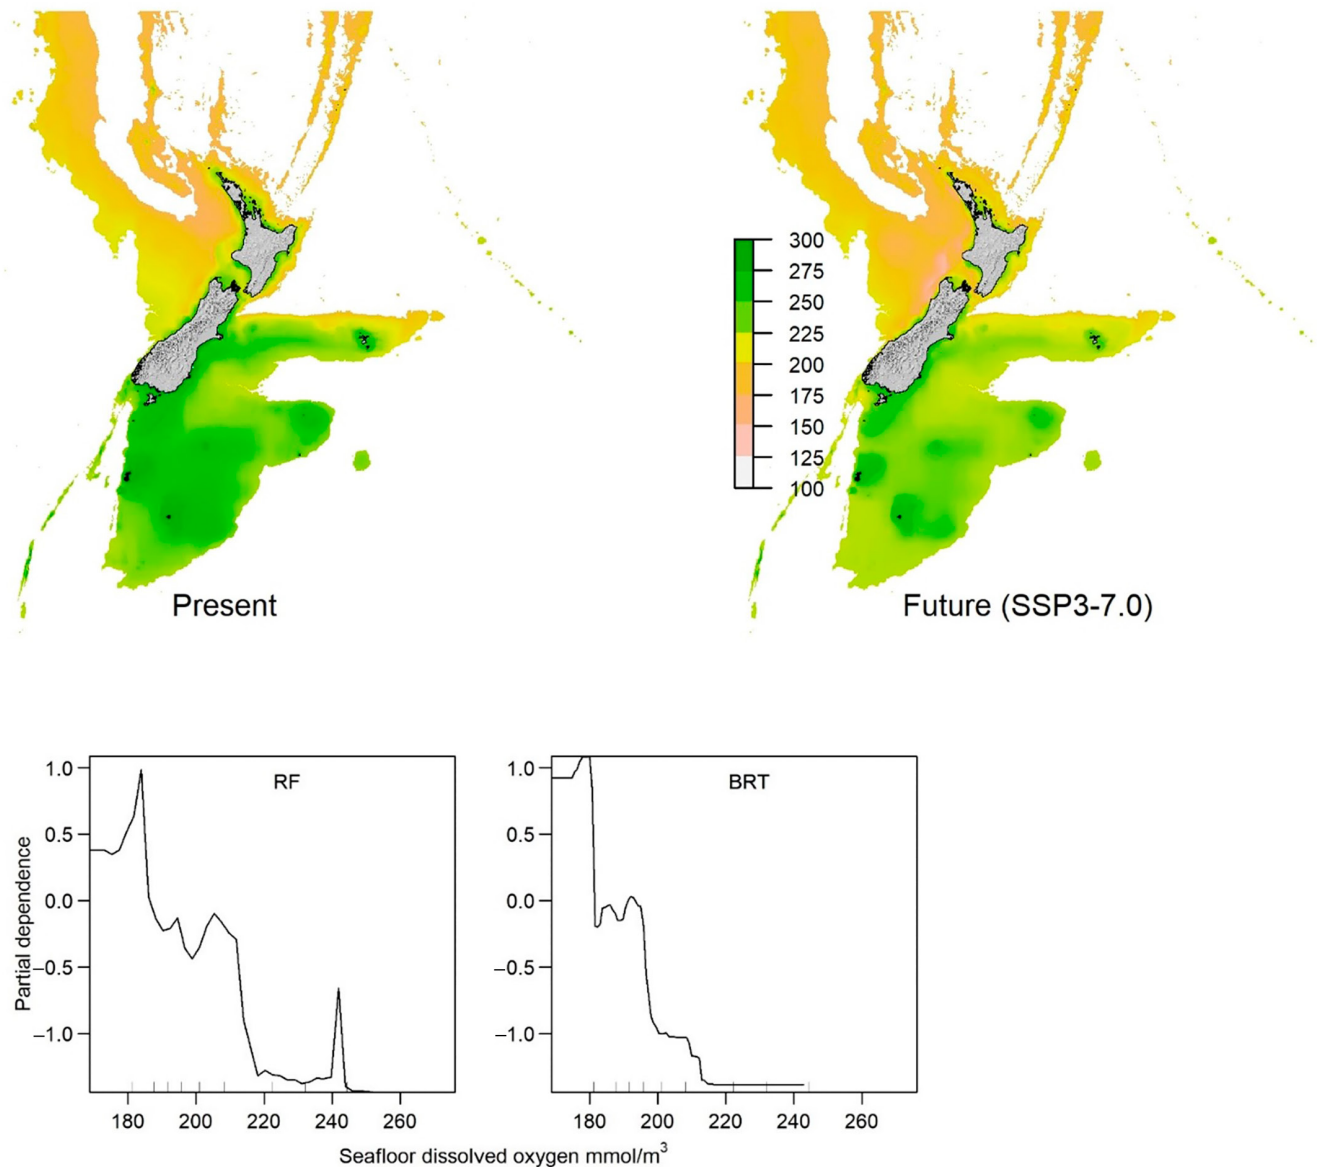 300
275
250
225
200
175
150
125
100
Present
Future (SSP3-7.0)
RF
BRT
1.0
0.5
0.0
−0.5
−1.0
Partial dependence
1.0
0.5
0.0
−0.5
−1.0
180 200 220 240 260
180 200 220 240 260
Seafloor dissolved oxygen mmol/m³